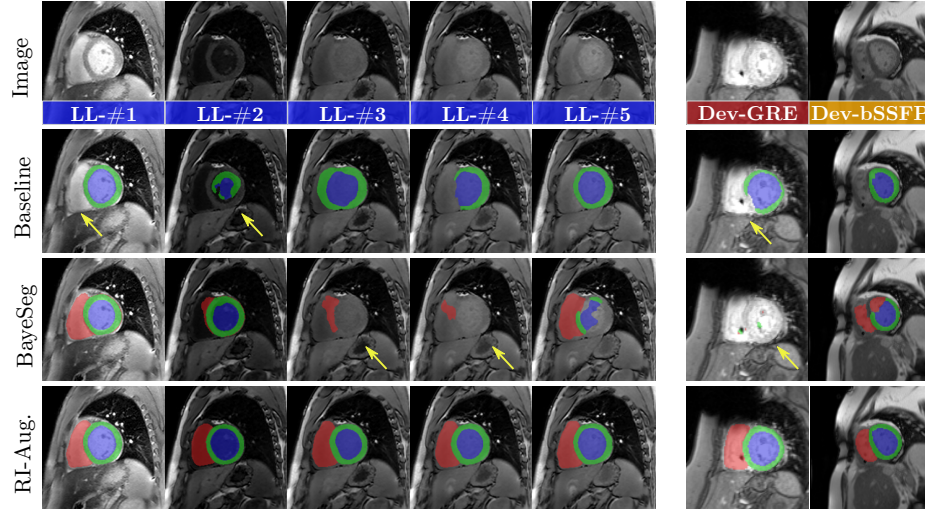 Image
LL-#1 LL-#2 LL-#3 LL-#4 LL-#5 Dev-GRE Dev-bSSFP
Baseline
BayeSeg
RI-Aug.